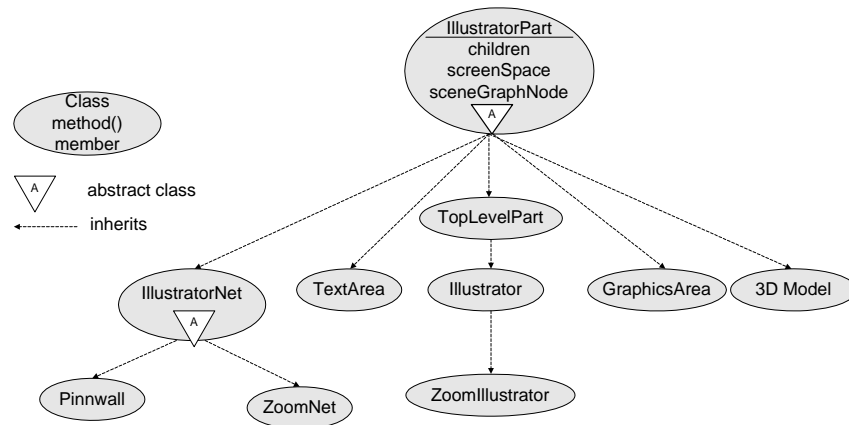 IllustratorPart
children
screenSpace
sceneGraphNode
A
Class
method()
member
A
abstract class
inherits
TopLevelPart
IllustratorNet
A
TextArea
Illustrator
GraphicsArea
3D Model
Pinnwall
ZoomNet
ZoomIllustrator